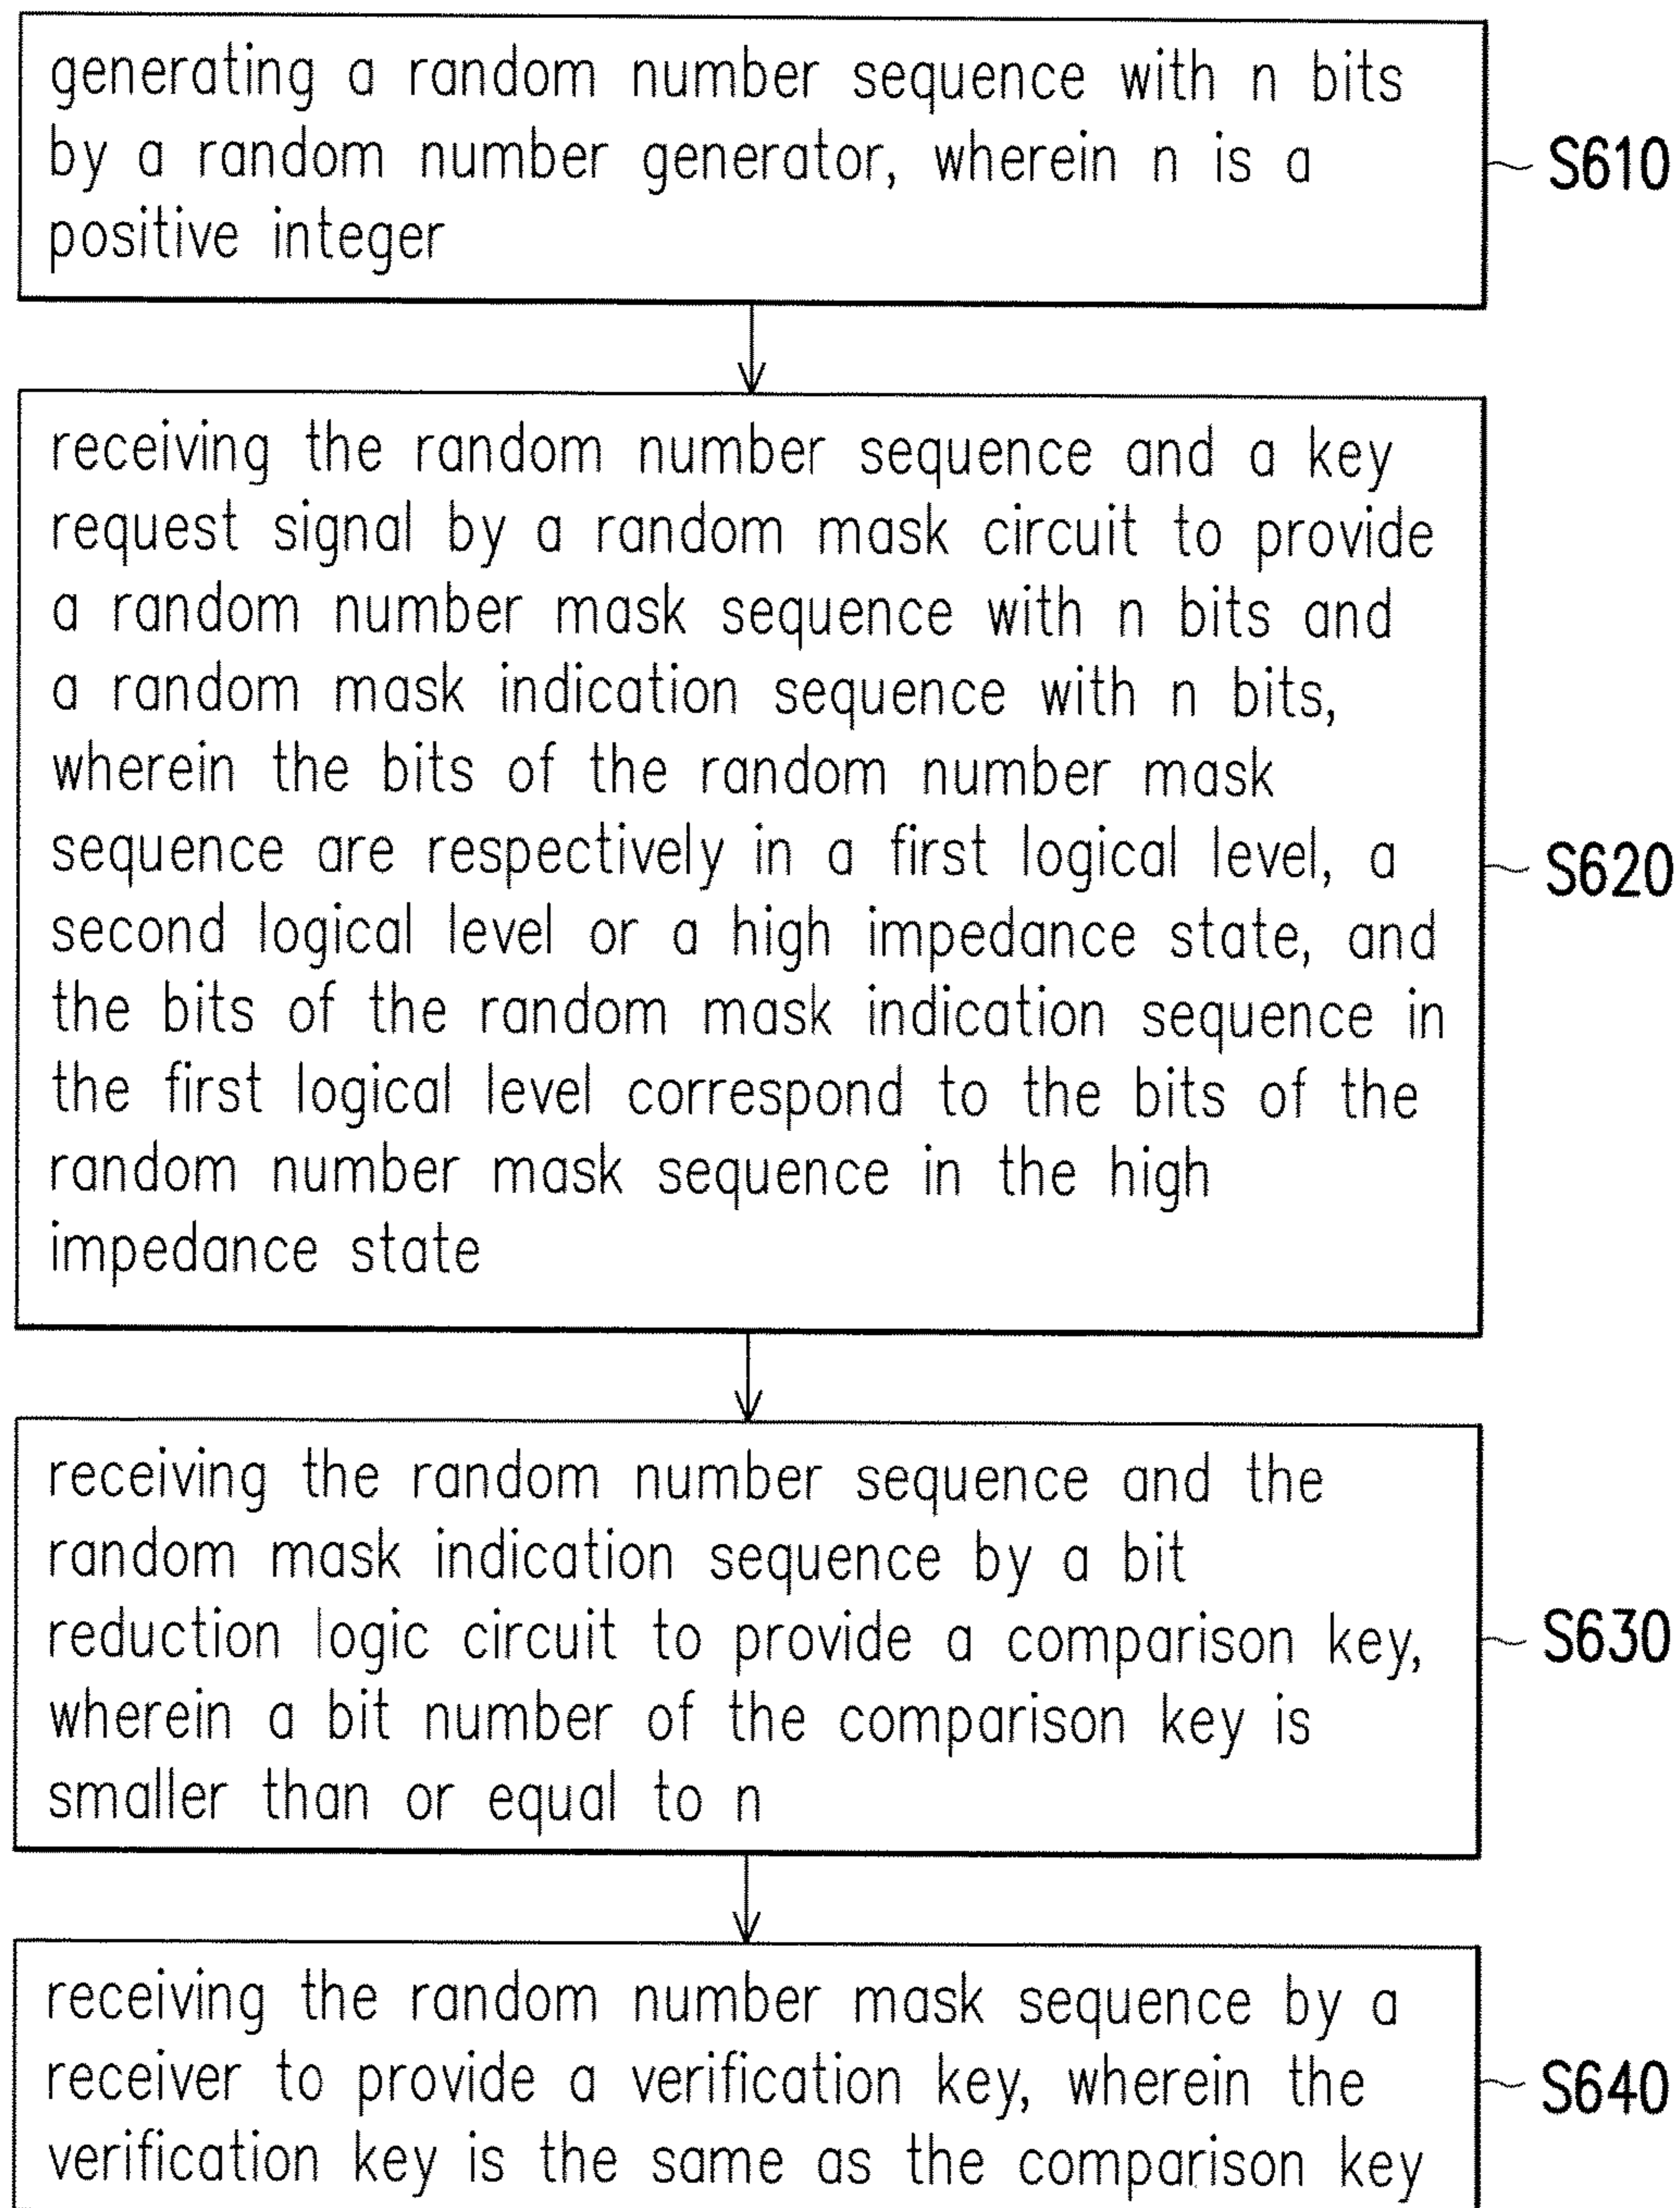 generating a random number sequence with n bits
by a random number generator, wherein n is a
positive integer
S610
receiving the random number sequence and a key
request signal by a random mask circuit to provide
a random number mask sequence with n bits and
a random mask indication sequence with n bits,
wherein the bits of the random number mask
sequence are respectively in a first logical level, a
second logical level or a high impedance state, and
the bits of the random mask indication sequence in
the first logical level correspond to the bits of the
random number mask sequence in the high
impedance state
S620
receiving the random number sequence and the
random mask indication sequence by a bit
reduction logic circuit to provide a comparison key,
wherein a bit number of the comparison key is
smaller than or equal to n
S630
receiving the random number mask sequence by a
receiver to provide a verification key, wherein the
verification key is the same as the comparison key
S640